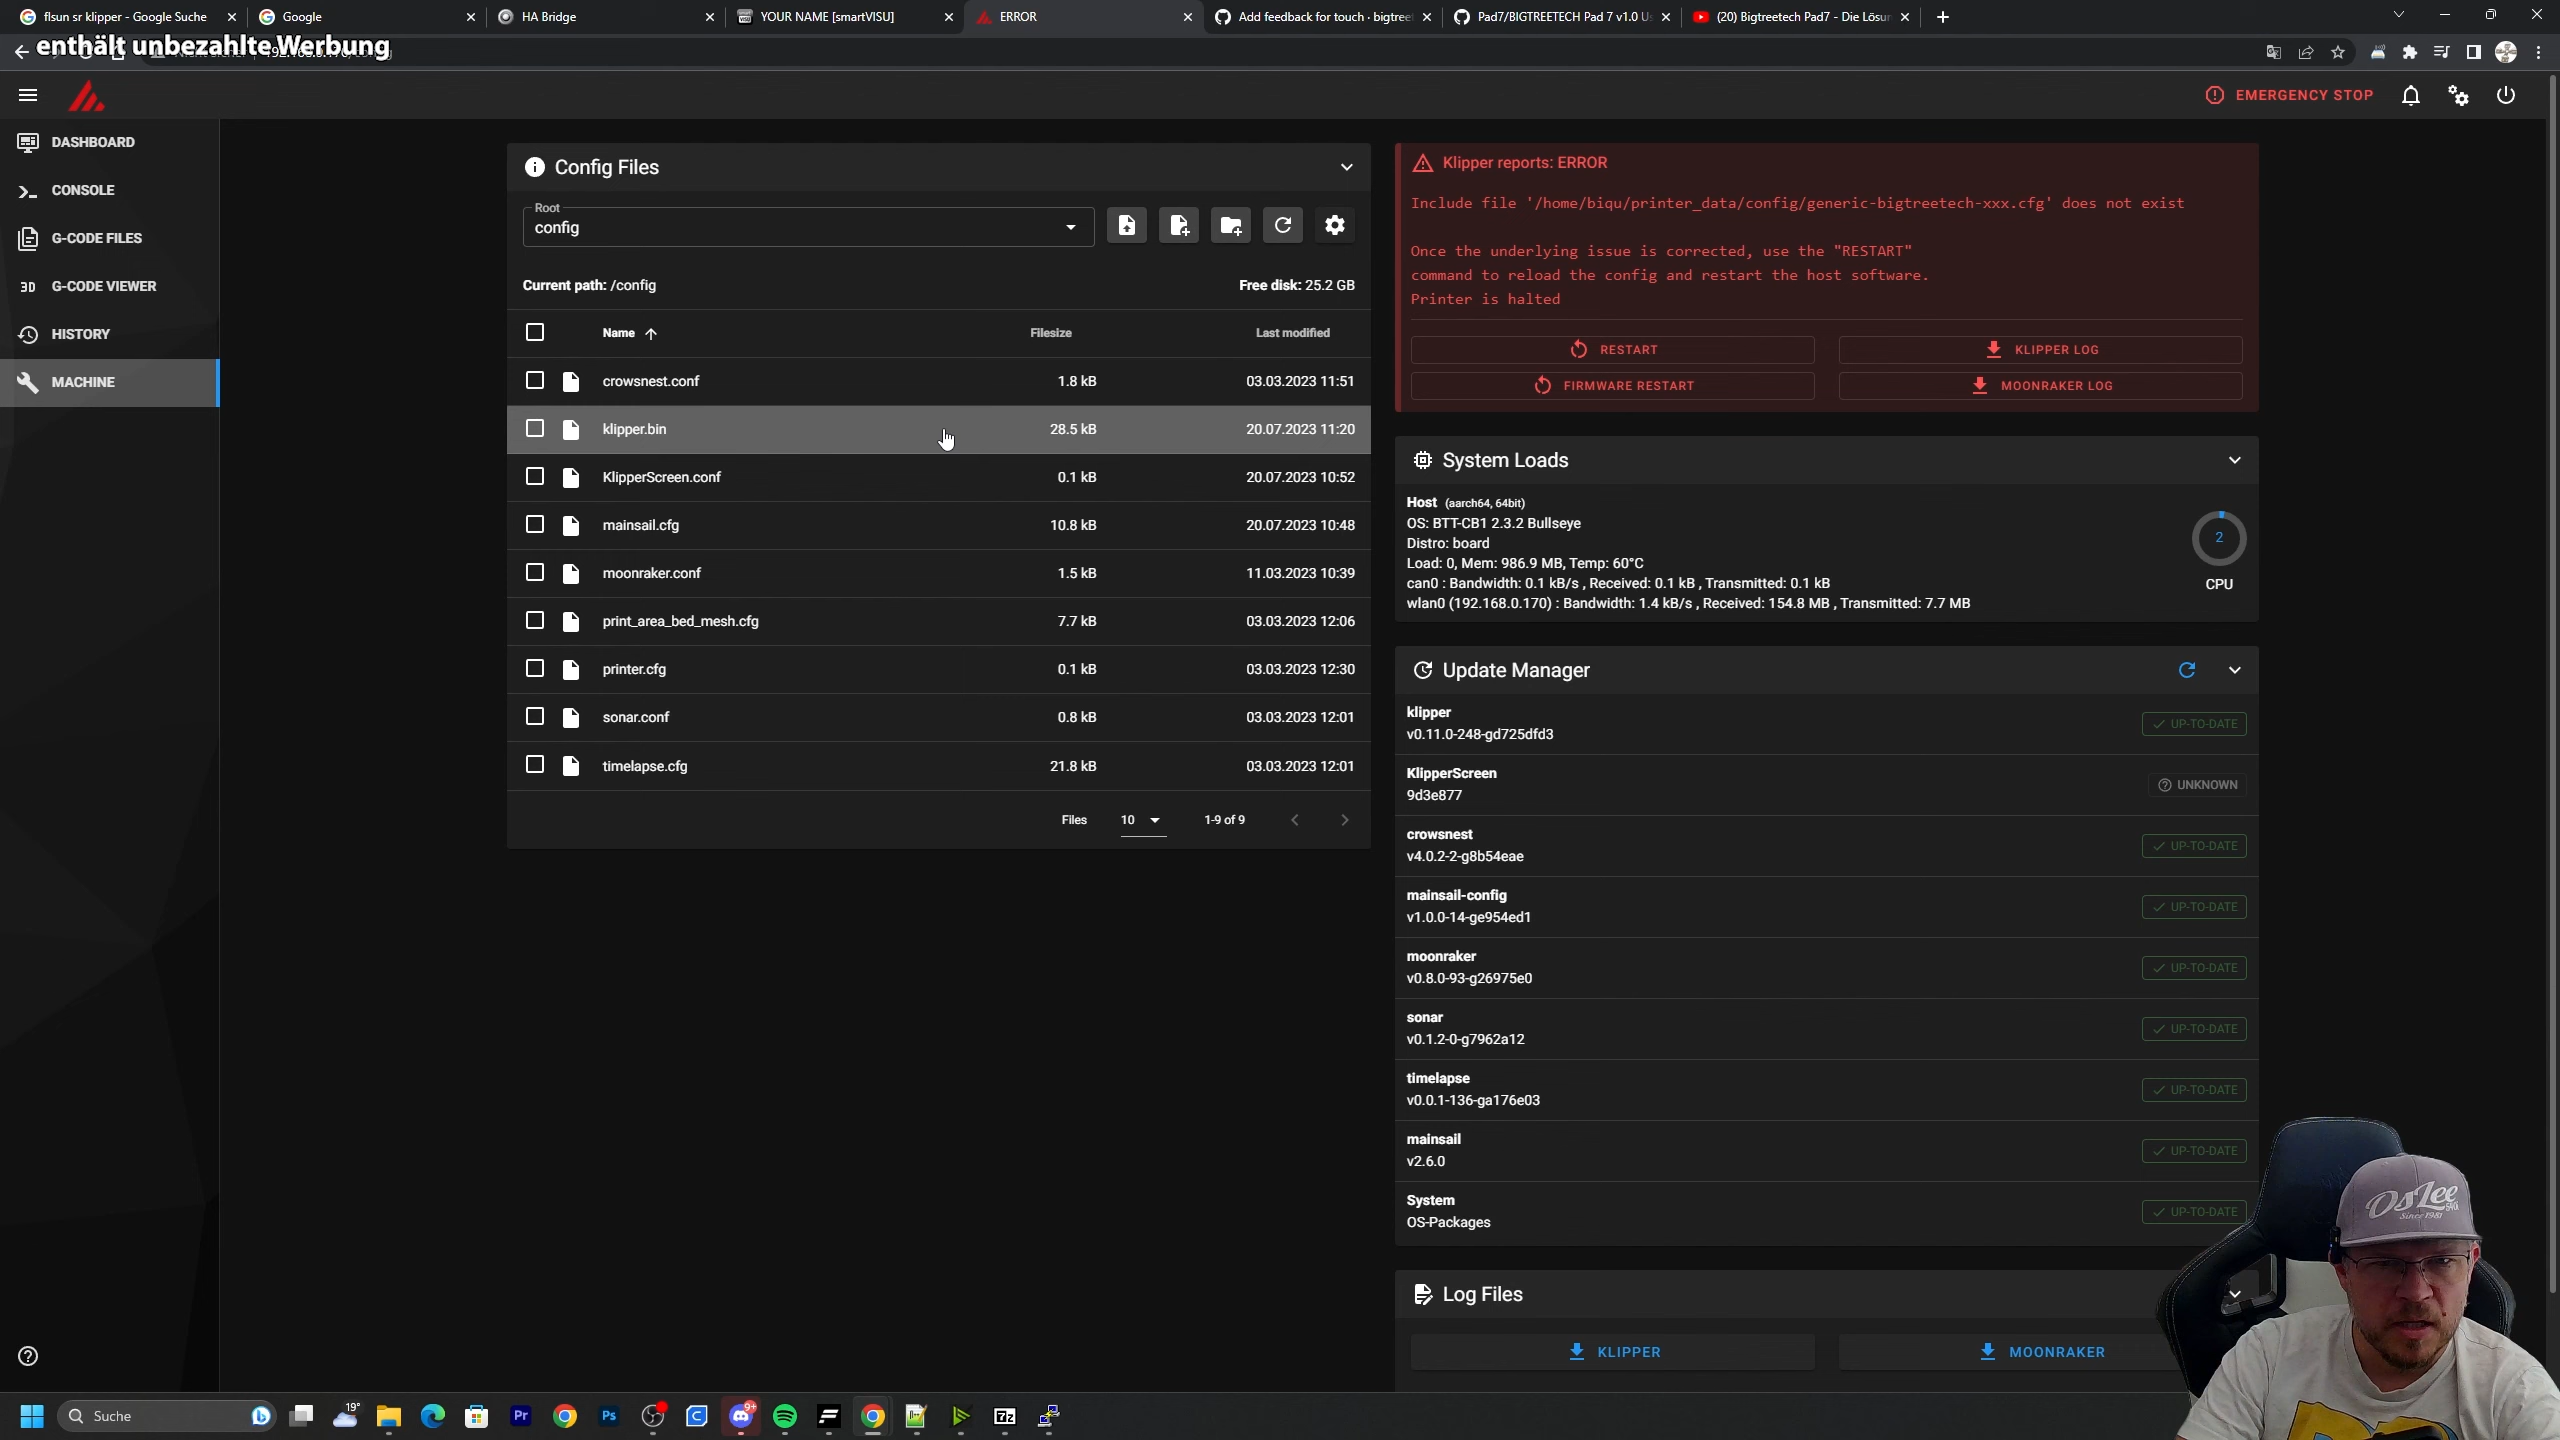 flsun sr klipper - Google Suche
Google
HA Bridge
YOUR NAME [smartVISU]
ERROR
Add feedback for touch · bigtree
Pad7/BIGTREETECH Pad 7 v1.0 Us
(20) Bigtreetech Pad7 - Die Lösun
enthält unbezahlte Werbung
EMERGENCY STOP
DASHBOARD
CONSOLE
G-CODE FILES
3D G-CODE VIEWER
HISTORY
MACHINE
Config Files
Root
config
Current path: /config
Free disk: 25.2 GB
Name
Filesize
Last modified
crowsnest.conf 1.8 kB 03.03.2023 11:51
klipper.bin 28.5 kB 20.07.2023 11:20
KlipperScreen.conf 0.1 kB 20.07.2023 10:52
mainsail.cfg 10.8 kB 20.07.2023 10:48
moonraker.conf 1.5 kB 11.03.2023 10:39
print_area_bed_mesh.cfg 7.7 kB 03.03.2023 12:06
printer.cfg 0.1 kB 03.03.2023 12:30
sonar.conf 0.8 kB 03.03.2023 12:01
timelapse.cfg 21.8 kB 03.03.2023 12:01
Files 10 1-9 of 9
Klipper reports: ERROR
Include file '/home/biqu/printer_data/config/generic-bigtreetech-xxx.cfg' does not exist
Once the underlying issue is corrected, use the "RESTART"
command to reload the config and restart the host software.
Printer is halted
RESTART
KLIPPER LOG
FIRMWARE RESTART
MOONRAKER LOG
System Loads
Host (aarch64, 64bit)
OS: BTT-CB1 2.3.2 Bullseye
Distro: board
Load: 0, Mem: 986.9 MB, Temp: 60°C
can0 : Bandwidth: 0.1 kB/s , Received: 0.1 kB , Transmitted: 0.1 kB
wlan0 (192.168.0.170) : Bandwidth: 1.4 kB/s , Received: 154.8 MB , Transmitted: 7.7 MB
2
CPU
Update Manager
klipper
v0.11.0-248-gd725dfd3
UP-TO-DATE
KlipperScreen
9d3e877
UNKNOWN
crowsnest
v4.0.2-2-g8b54eae
UP-TO-DATE
mainsail-config
v1.0.0-14-ge954ed1
UP-TO-DATE
moonraker
v0.8.0-93-g26975e0
UP-TO-DATE
sonar
v0.1.2-0-g7962a12
UP-TO-DATE
timelapse
v0.0.1-136-ga176e03
UP-TO-DATE
mainsail
v2.6.0
UP-TO-DATE
System
OS-Packages
UP-TO-DATE
Log Files
KLIPPER
MOONRAKER
OsLee
Since 1981
Suche
19°
Pr
Ps
9+
7z